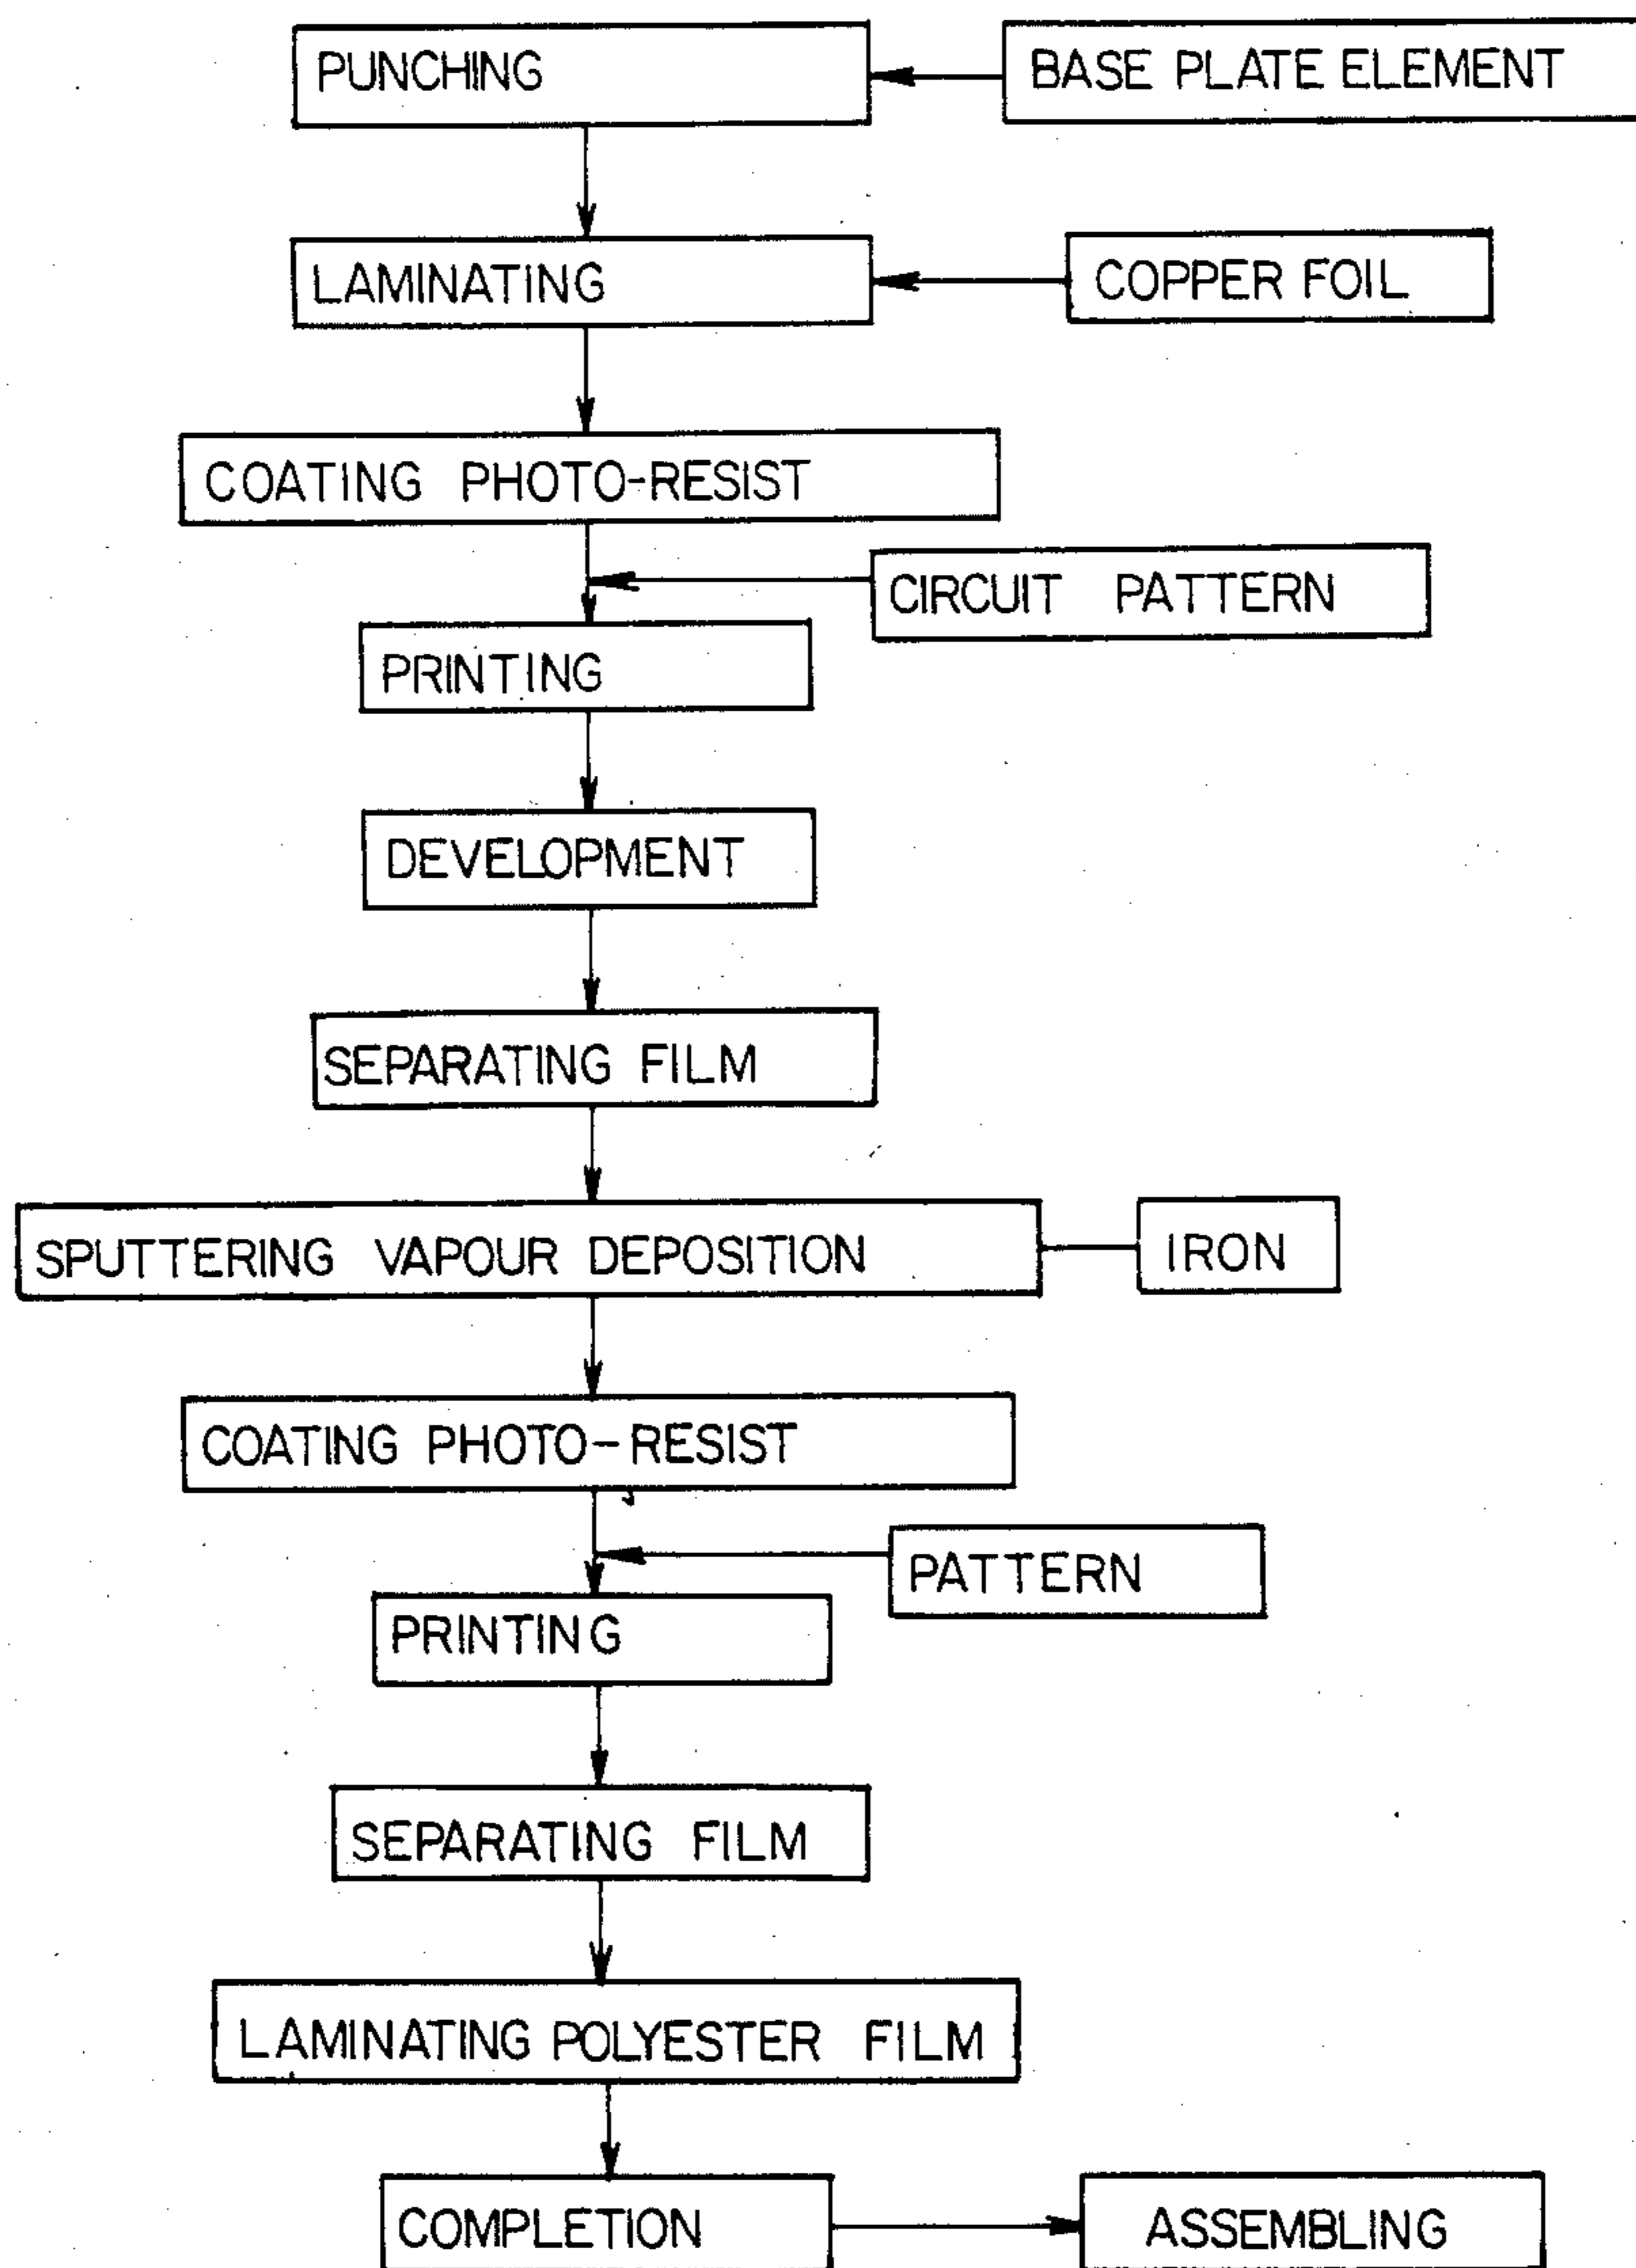 PUNCHING
BASE PLATE ELEMENT
LAMINATING
COPPER FOIL
COATING PHOTO-RESIST
CIRCUIT PATTERN
PRINTING
DEVELOPMENT
SEPARATING FILM
SPUTTERING VAPOUR DEPOSITION
IRON
COATING PHOTO-RESIST
PATTERN
PRINTING
SEPARATING FILM
LAMINATING POLYESTER FILM
COMPLETION
ASSEMBLING